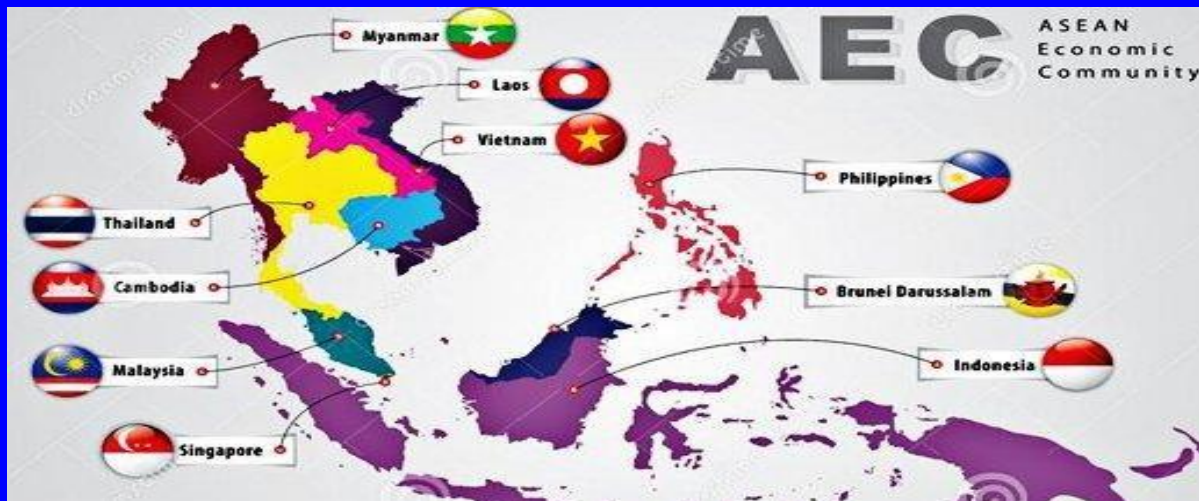 AEC
ASEAN
Economic
Community
Myanmar
Laos
Vietnam
Philippines
Thailand
Cambodia
Brunei Darussalam
Malaysia
Indonesia
Singapore